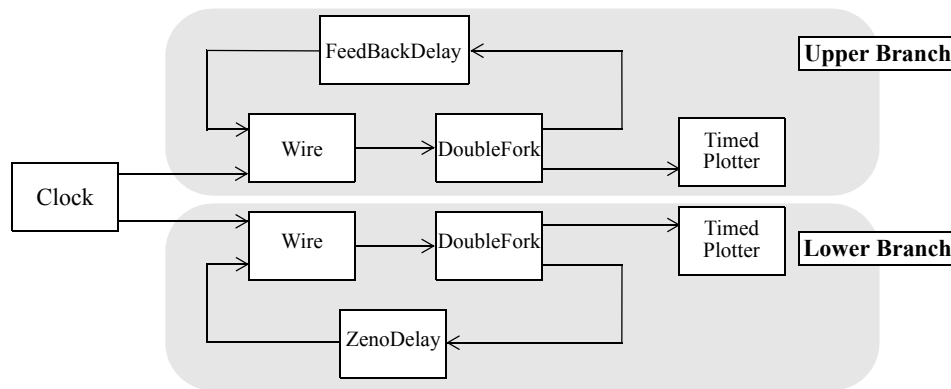 FeedBackDelay
Upper Branch
Wire
DoubleFork
Timed
Plotter
Clock
Wire
DoubleFork
Timed
Plotter
Lower Branch
ZenoDelay